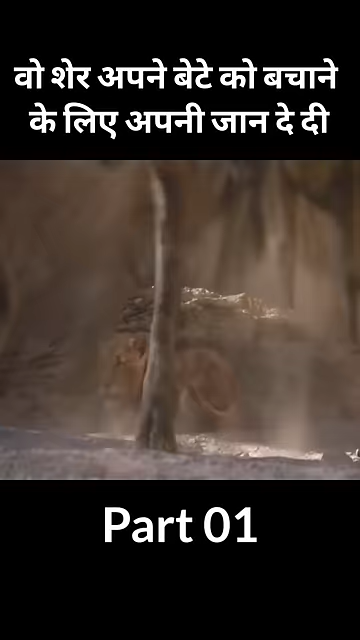 वो शेर अपने बेटे को बचाने
के लिए अपनी जान दे दी
Part 01